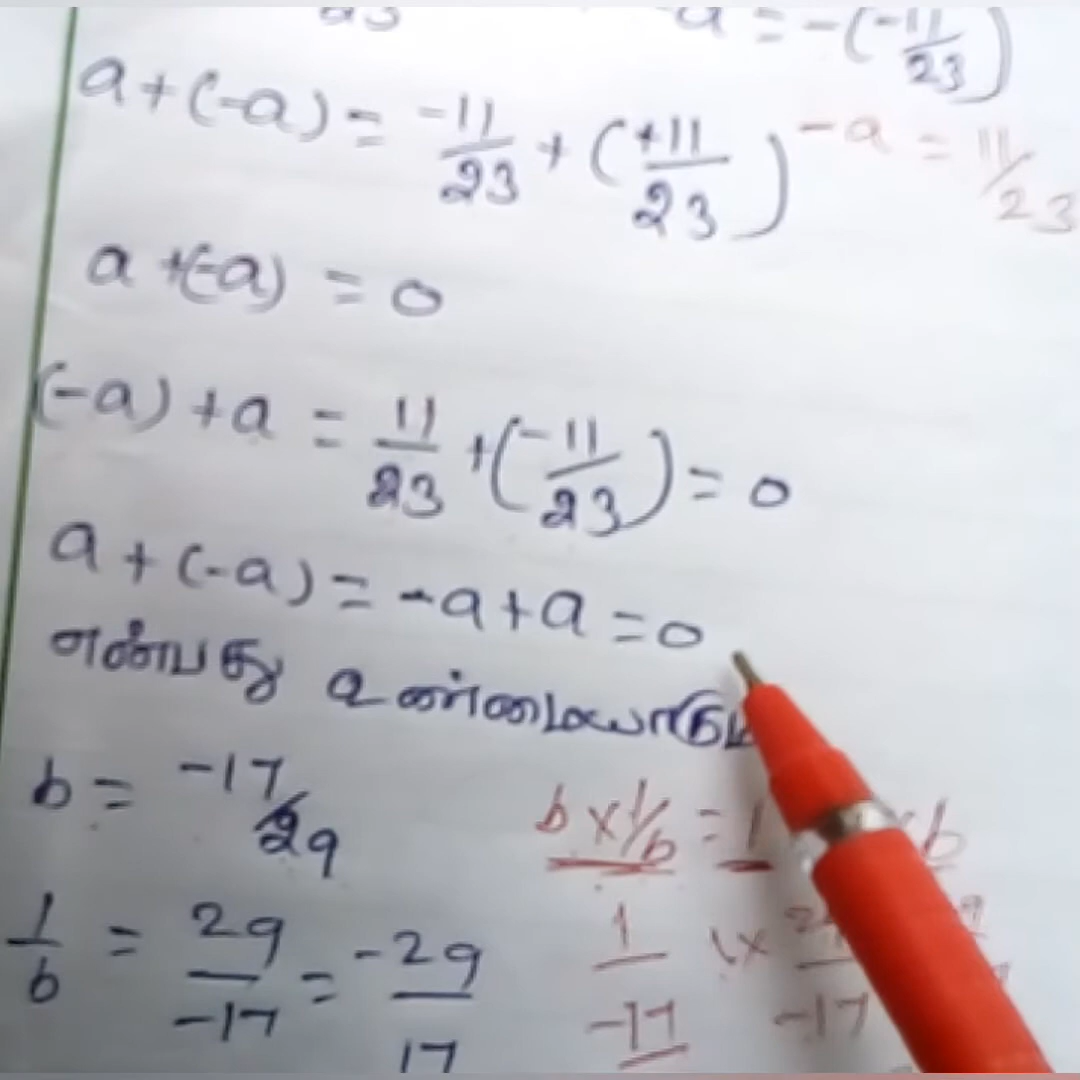 -a = -(-11/23)
a + (-a) = -11/23 + (+11/23) -a = 11/23
a + (-a) = 0
(-a) + a = 11/23 + (-11/23) = 0
a + (-a) = -a + a = 0
என்பது உண்மையாகும்
b = -17/29
b × 1/b = 1
1/b = 29/-17 = -29/17
1/-17